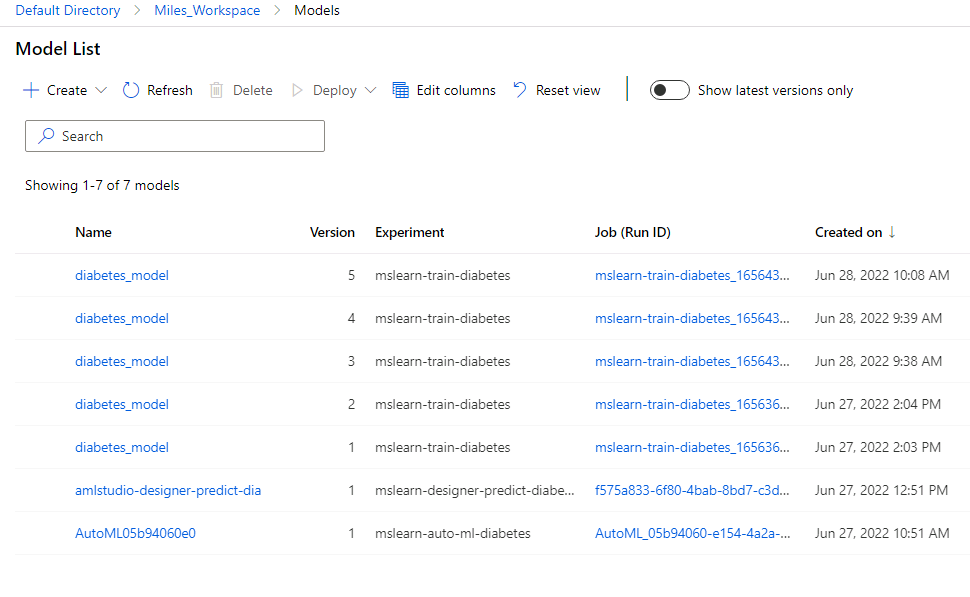 Default Directory > Miles_Workspace > Models
Model List
Create Refresh Delete Deploy Edit columns Reset view Show latest versions only
Search
Showing 1-7 of 7 models
Name Version Experiment Job (Run ID) Created on ↓
diabetes_model 5 mslearn-train-diabetes mslearn-train-diabetes_165643... Jun 28, 2022 10:08 AM
diabetes_model 4 mslearn-train-diabetes mslearn-train-diabetes_165643... Jun 28, 2022 9:39 AM
diabetes_model 3 mslearn-train-diabetes mslearn-train-diabetes_165643... Jun 28, 2022 9:38 AM
diabetes_model 2 mslearn-train-diabetes mslearn-train-diabetes_165636... Jun 27, 2022 2:04 PM
diabetes_model 1 mslearn-train-diabetes mslearn-train-diabetes_165636... Jun 27, 2022 2:03 PM
amlstudio-designer-predict-dia 1 mslearn-designer-predict-diabe... f575a833-6f80-4bab-8bd7-c3d... Jun 27, 2022 12:51 PM
AutoML05b94060e0 1 mslearn-auto-ml-diabetes AutoML_05b94060-e154-4a2a-... Jun 27, 2022 10:51 AM